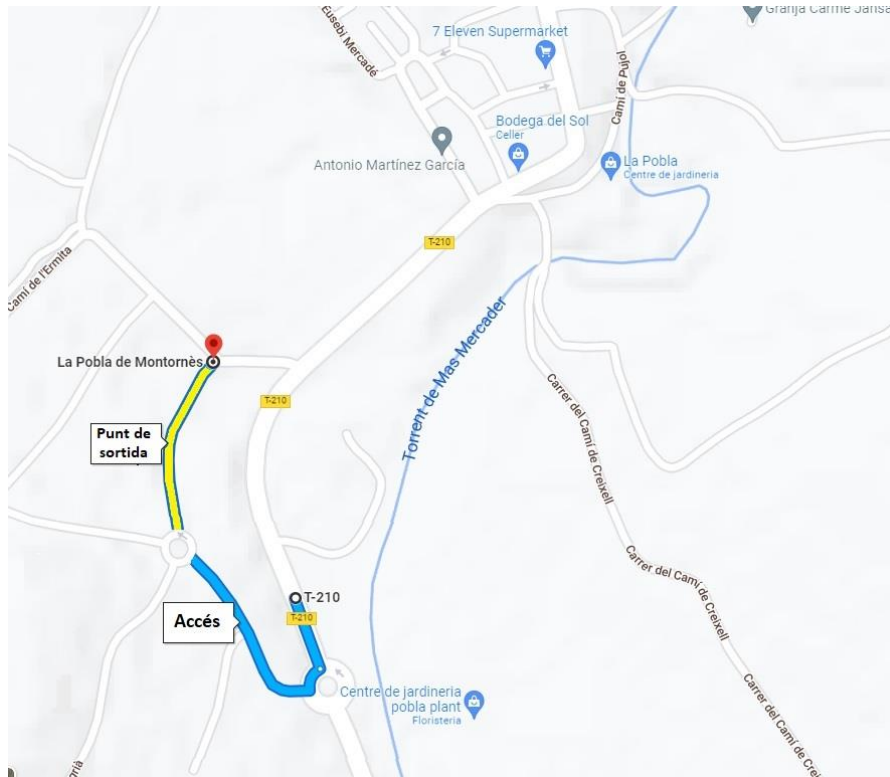 Granja Carme Jansà
Eusebi Mercadé
7 Eleven Supermarket
Camí de Pujol
Bodega del Sol
Celler
Antonio Martínez García
La Pobla
Centre de jardineria
T-210
Camí de l'Ermita
La Pobla de Montornès
Torrent de Mas Mercader
T-210
Carrer del Camí de Creixell
Punt de
sortida
Carrer del Camí de Creixell
T-210
T-210
Accés
Centre de jardineria
pobla plant
Floristeria
Carrer del Camí de Creixell